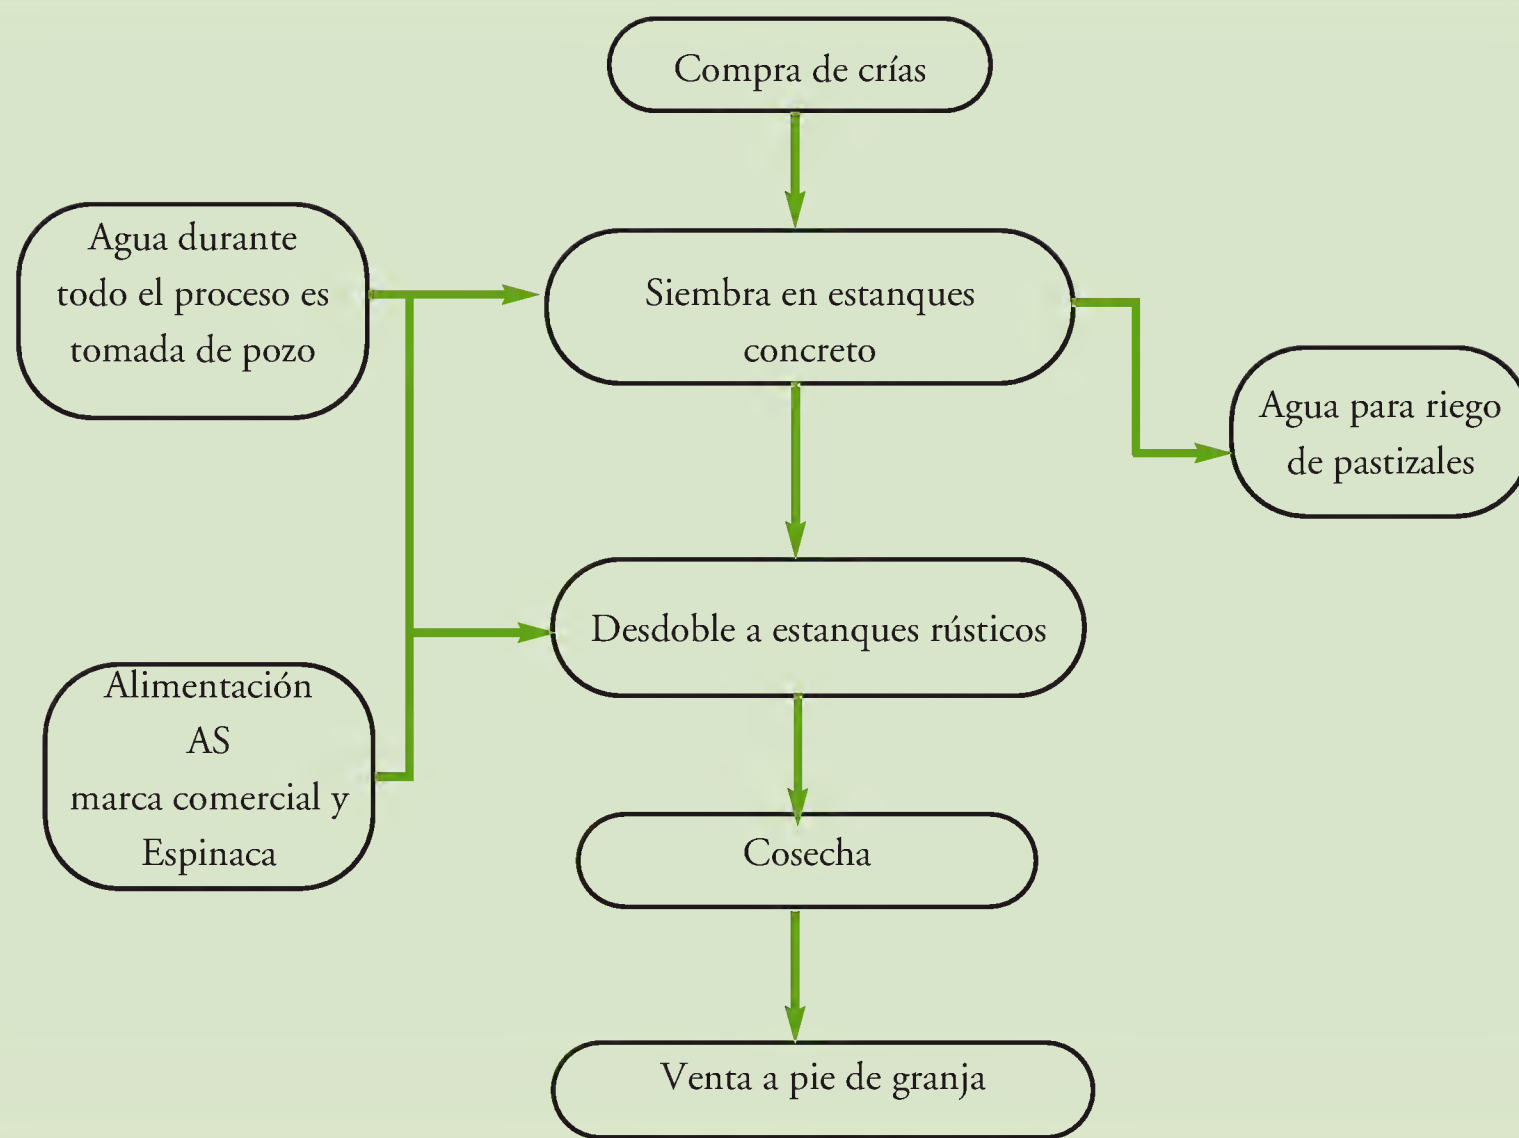 Compra de crías
Agua durante
todo el proceso es
tomada de pozo
Siembra en estanques
concreto
Agua para riego
de pastizales
Desdoble a estanques rústicos
Alimentación
AS
marca comercial y
Espinaca
Cosecha
Venta a pie de granja